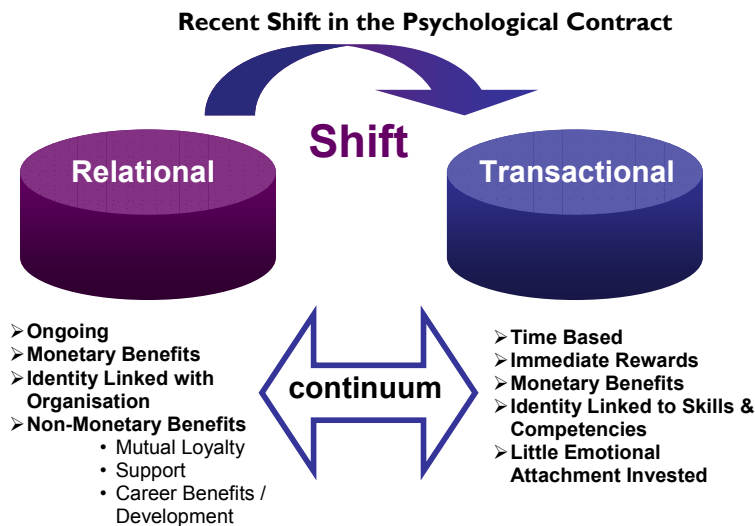 Recent Shift in the Psychological Contract
Shift
Relational
Transactional
➢Ongoing
➢Monetary Benefits
➢Identity Linked with
Organisation
➢Non-Monetary Benefits
• Mutual Loyalty
• Support
• Career Benefits /
Development
continuum
➢Time Based
➢Immediate Rewards
➢Monetary Benefits
➢Identity Linked to Skills &
Competencies
➢Little Emotional
Attachment Invested